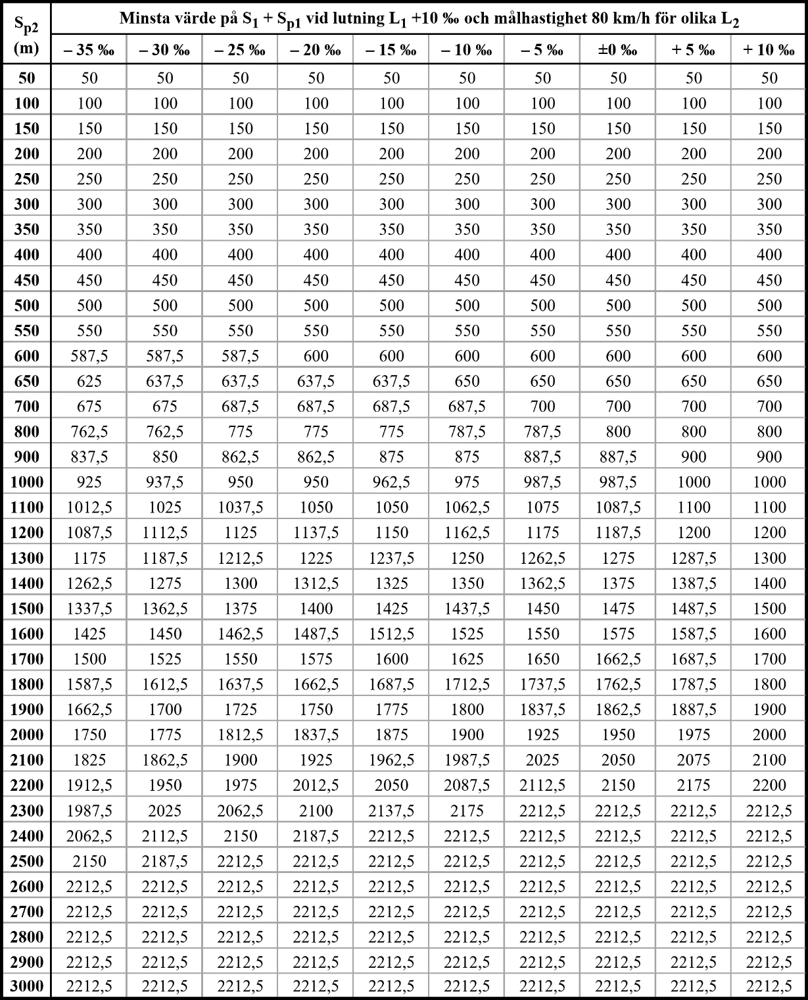 S_p2 (m) Minsta värde på S_1 + S_p1 vid lutning L_1 +10 ‰ och målhastighet 80 km/h för olika L_2
– 35 ‰ – 30 ‰ – 25 ‰ – 20 ‰ – 15 ‰ – 10 ‰ – 5 ‰ ±0 ‰ + 5 ‰ + 10 ‰
50 50 50 50 50 50 50 50 50 50 50
100 100 100 100 100 100 100 100 100 100 100
150 150 150 150 150 150 150 150 150 150 150
200 200 200 200 200 200 200 200 200 200 200
250 250 250 250 250 250 250 250 250 250 250
300 300 300 300 300 300 300 300 300 300 300
350 350 350 350 350 350 350 350 350 350 350
400 400 400 400 400 400 400 400 400 400 400
450 450 450 450 450 450 450 450 450 450 450
500 500 500 500 500 500 500 500 500 500 500
550 550 550 550 550 550 550 550 550 550 550
600 587,5 587,5 587,5 600 600 600 600 600 600 600
650 625 637,5 637,5 637,5 637,5 650 650 650 650 650
700 675 675 687,5 687,5 687,5 687,5 700 700 700 700
800 762,5 762,5 775 775 775 787,5 787,5 800 800 800
900 837,5 850 862,5 862,5 875 875 887,5 887,5 900 900
1000 925 937,5 950 950 962,5 975 987,5 987,5 1000 1000
1100 1012,5 1025 1037,5 1050 1050 1062,5 1075 1087,5 1100 1100
1200 1087,5 1112,5 1125 1137,5 1150 1162,5 1175 1187,5 1200 1200
1300 1175 1187,5 1212,5 1225 1237,5 1250 1262,5 1275 1287,5 1300
1400 1262,5 1275 1300 1312,5 1325 1350 1362,5 1375 1387,5 1400
1500 1337,5 1362,5 1375 1400 1425 1437,5 1450 1475 1487,5 1500
1600 1425 1450 1462,5 1487,5 1512,5 1525 1550 1575 1587,5 1600
1700 1500 1525 1550 1575 1600 1625 1650 1662,5 1687,5 1700
1800 1587,5 1612,5 1637,5 1662,5 1687,5 1712,5 1737,5 1762,5 1787,5 1800
1900 1662,5 1700 1725 1750 1775 1800 1837,5 1862,5 1887,5 1900
2000 1750 1775 1812,5 1837,5 1875 1900 1925 1950 1975 2000
2100 1825 1862,5 1900 1925 1962,5 1987,5 2025 2050 2075 2100
2200 1912,5 1950 1975 2012,5 2050 2087,5 2112,5 2150 2175 2200
2300 1987,5 2025 2062,5 2100 2137,5 2175 2212,5 2212,5 2212,5 2212,5
2400 2062,5 2112,5 2150 2187,5 2212,5 2212,5 2212,5 2212,5 2212,5 2212,5
2500 2150 2187,5 2212,5 2212,5 2212,5 2212,5 2212,5 2212,5 2212,5 2212,5
2600 2212,5 2212,5 2212,5 2212,5 2212,5 2212,5 2212,5 2212,5 2212,5 2212,5
2700 2212,5 2212,5 2212,5 2212,5 2212,5 2212,5 2212,5 2212,5 2212,5 2212,5
2800 2212,5 2212,5 2212,5 2212,5 2212,5 2212,5 2212,5 2212,5 2212,5 2212,5
2900 2212,5 2212,5 2212,5 2212,5 2212,5 2212,5 2212,5 2212,5 2212,5 2212,5
3000 2212,5 2212,5 2212,5 2212,5 2212,5 2212,5 2212,5 2212,5 2212,5 2212,5